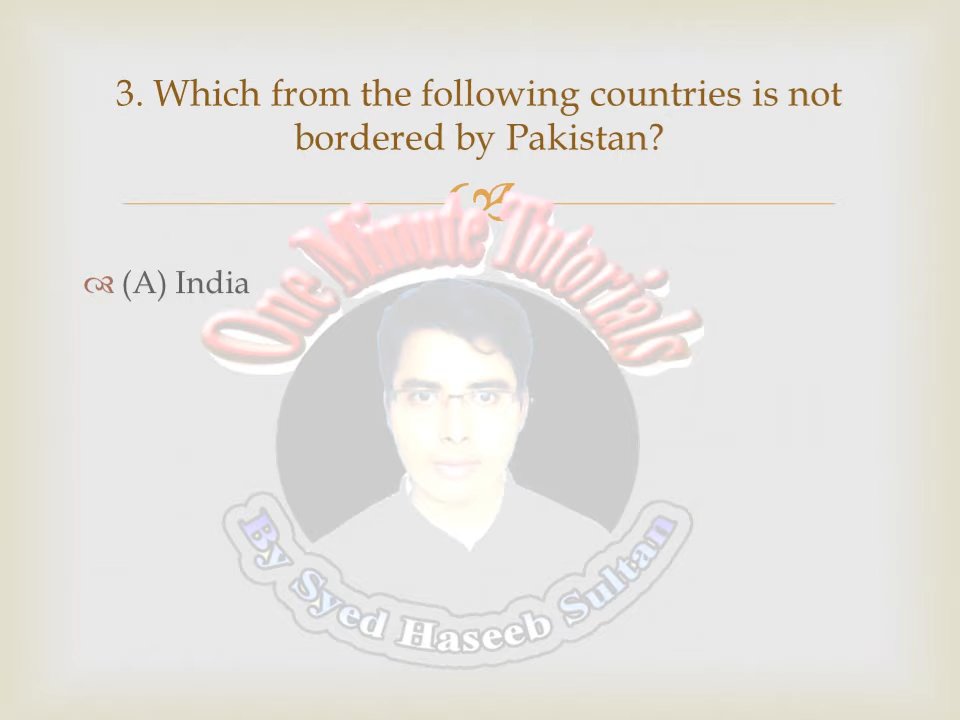 3. Which from the following countries is not
bordered by Pakistan?
One Minute Tutorials
(A) India
By Syed Haseeb Sultan